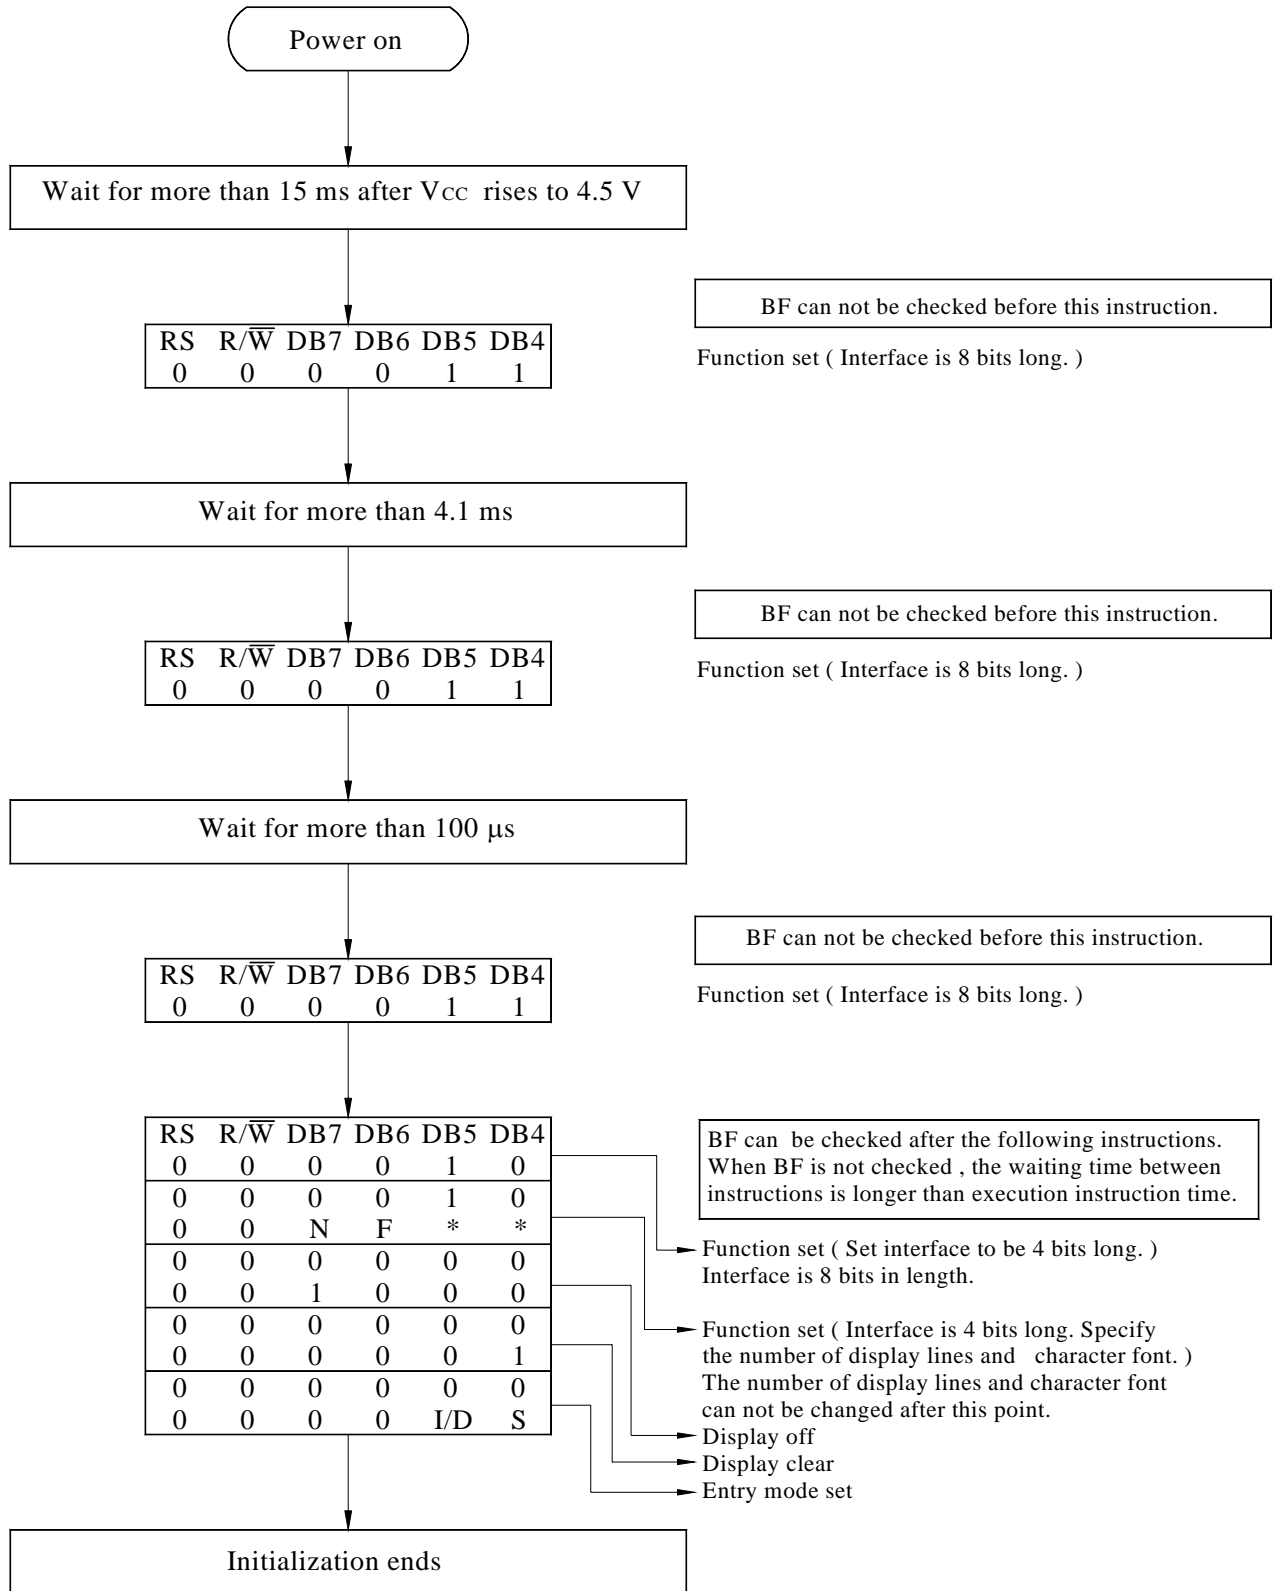 Power on
Wait for more than 15 ms after VCC rises to 4.5 V
BF can not be checked before this instruction.
RS R/W̅ DB7 DB6 DB5 DB4
0 0 0 0 1 1
Function set ( Interface is 8 bits long. )
Wait for more than 4.1 ms
BF can not be checked before this instruction.
RS R/W̅ DB7 DB6 DB5 DB4
0 0 0 0 1 1
Function set ( Interface is 8 bits long. )
Wait for more than 100 μs
BF can not be checked before this instruction.
RS R/W̅ DB7 DB6 DB5 DB4
0 0 0 0 1 1
Function set ( Interface is 8 bits long. )
RS R/W̅ DB7 DB6 DB5 DB4
0 0 0 0 1 0
0 0 0 0 1 0
0 0 N F * *
0 0 0 0 0 0
0 0 1 0 0 0
0 0 0 0 0 0
0 0 0 0 0 1
0 0 0 0 0 0
0 0 0 0 I/D S
BF can be checked after the following instructions.
When BF is not checked , the waiting time between
instructions is longer than execution instruction time.
Function set ( Set interface to be 4 bits long. )
Interface is 8 bits in length.
Function set ( Interface is 4 bits long. Specify
the number of display lines and character font. )
The number of display lines and character font
can not be changed after this point.
Display off
Display clear
Entry mode set
Initialization ends